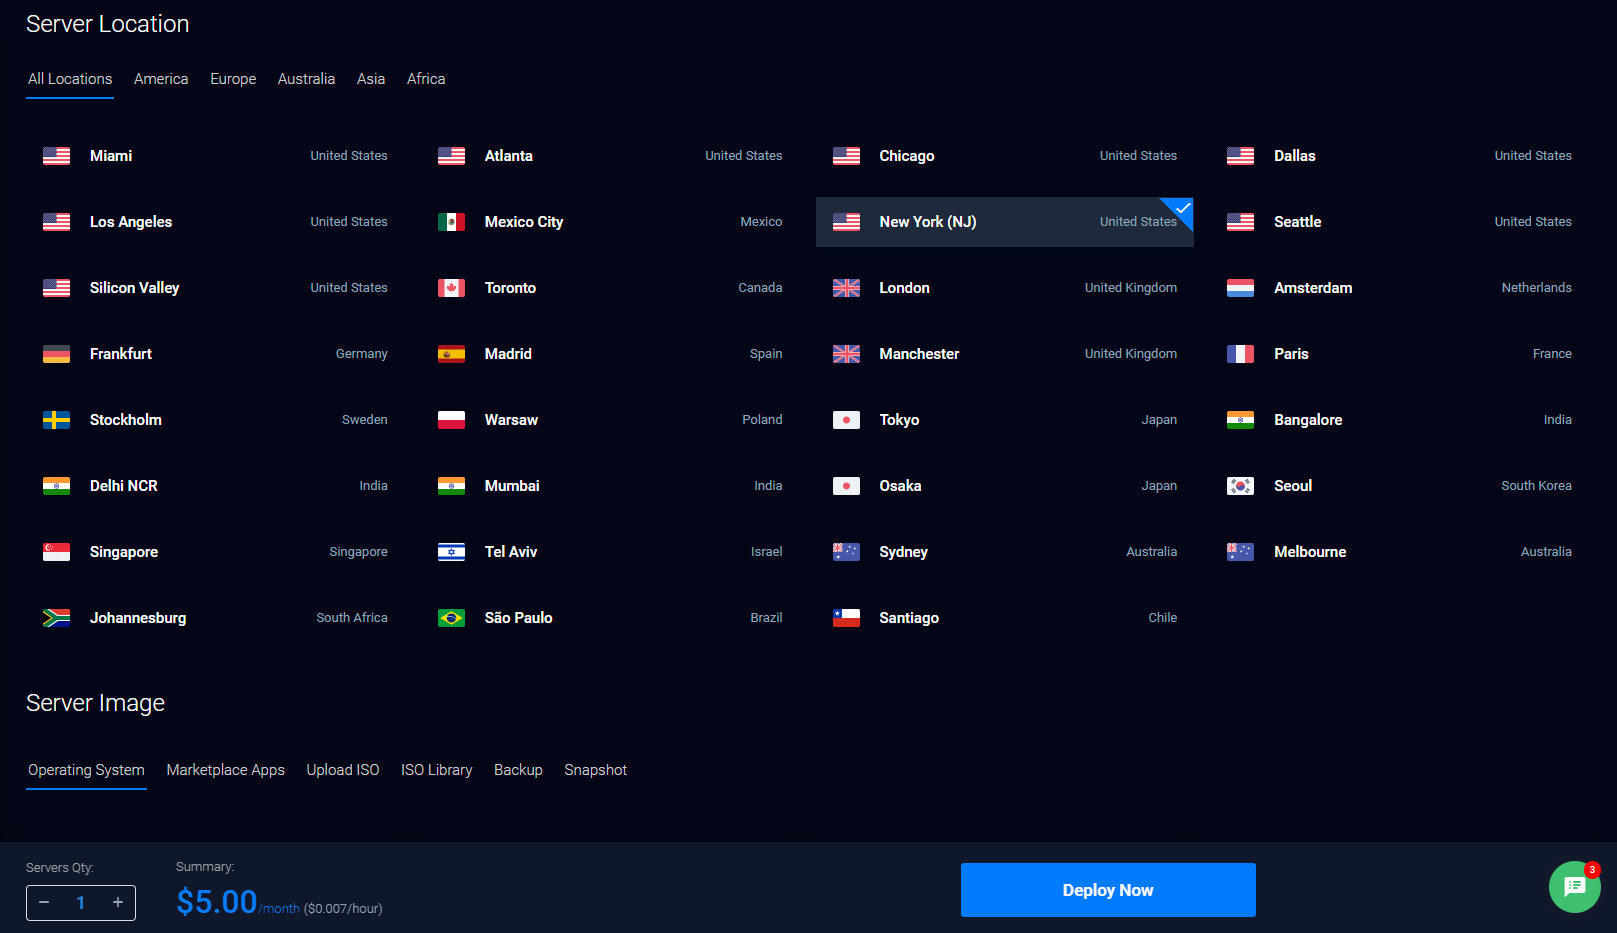 Server Location
All Locations America Europe Australia Asia Africa
Miami United States Atlanta United States Chicago United States Dallas United States
Los Angeles United States Mexico City Mexico New York (NJ) United States Seattle United States
Silicon Valley United States Toronto Canada London United Kingdom Amsterdam Netherlands
Frankfurt Germany Madrid Spain Manchester United Kingdom Paris France
Stockholm Sweden Warsaw Poland Tokyo Japan Bangalore India
Delhi NCR India Mumbai India Osaka Japan Seoul South Korea
Singapore Singapore Tel Aviv Israel Sydney Australia Melbourne Australia
Johannesburg South Africa São Paulo Brazil Santiago Chile
Server Image
Operating System Marketplace Apps Upload ISO ISO Library Backup Snapshot
Servers Qty: Summary:
− 1 + $5.00/month ($0.007/hour) Deploy Now 3